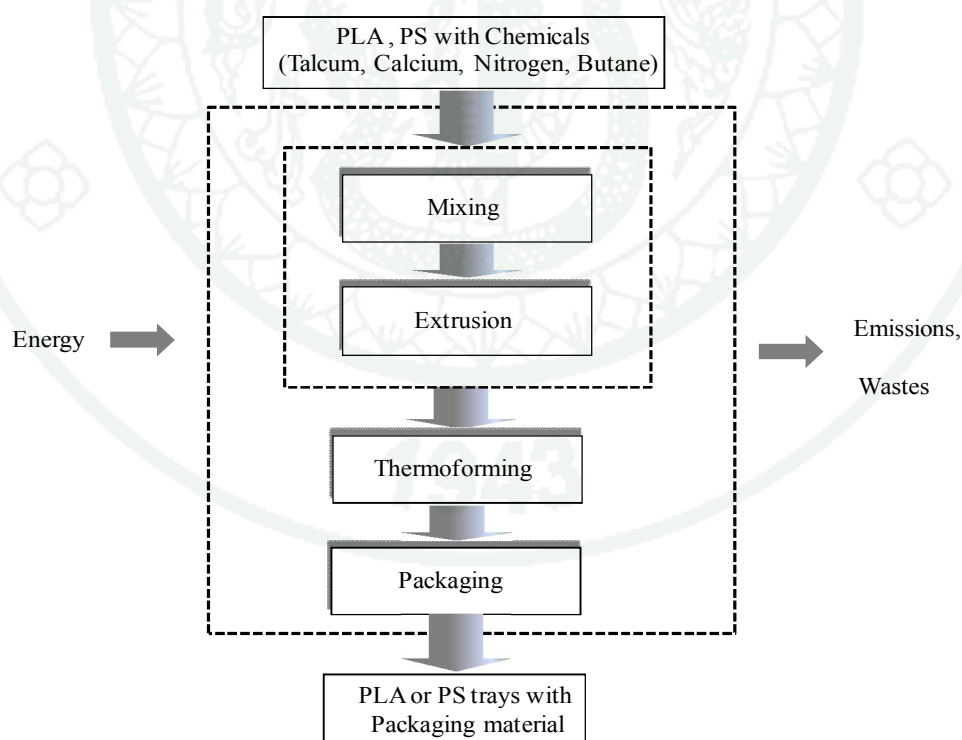 PLA , PS with Chemicals
(Talcum, Calcium, Nitrogen, Butane)
Mixing
Extrusion
Energy
Emissions,
Wastes
Thermoforming
1943
Packaging
PLA or PS trays with
Packaging material